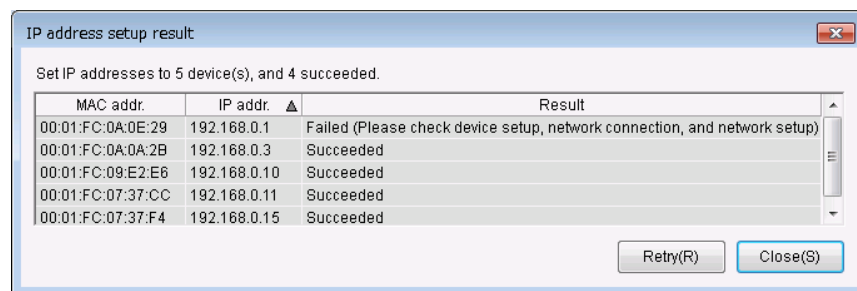 IP address setup result
Set IP addresses to 5 device(s), and 4 succeeded.
MAC addr. IP addr. Result
00:01:FC:0A:0E:29 192.168.0.1 Failed (Please check device setup, network connection, and network setup)
00:01:FC:0A:0A:2B 192.168.0.3 Succeeded
00:01:FC:09:E2:E6 192.168.0.10 Succeeded
00:01:FC:07:37:CC 192.168.0.11 Succeeded
00:01:FC:07:37:F4 192.168.0.15 Succeeded
Retry(R) Close(S)